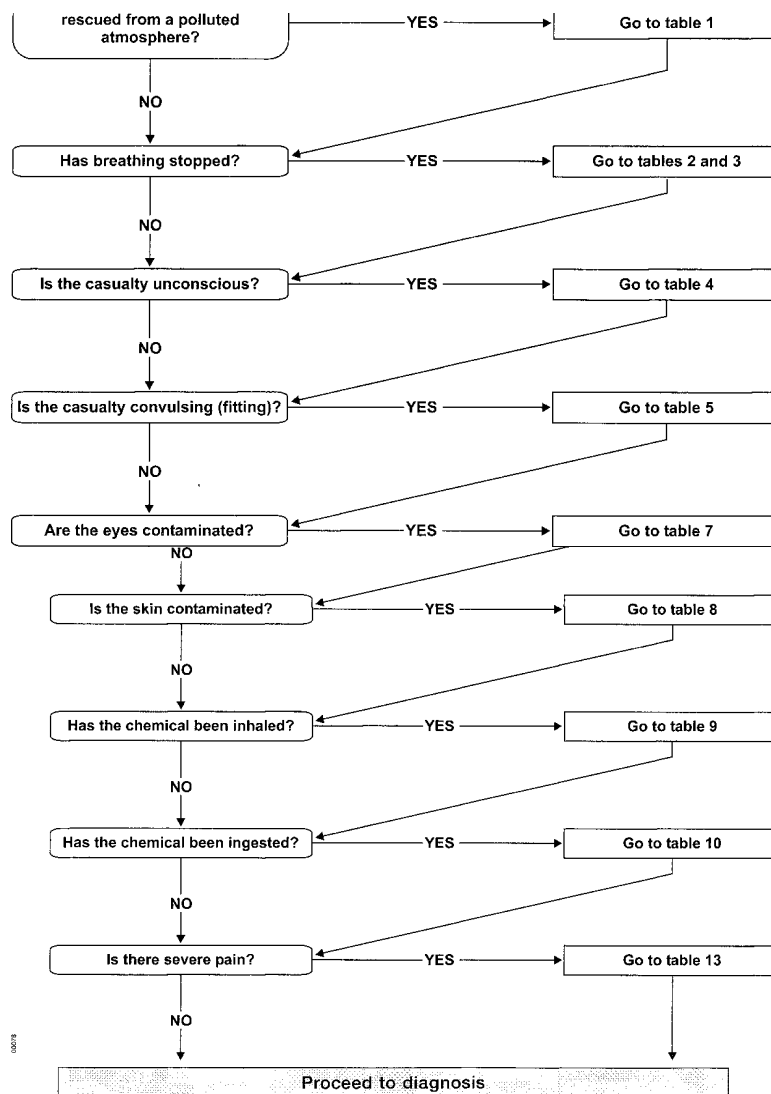 rescued from a polluted
atmosphere?
YES
Go to table 1
NO
Has breathing stopped?
YES
Go to tables 2 and 3
NO
Is the casualty unconscious?
YES
Go to table 4
NO
Is the casualty convulsing (fitting)?
YES
Go to table 5
NO
Are the eyes contaminated?
YES
Go to table 7
NO
Is the skin contaminated?
YES
Go to table 8
NO
Has the chemical been inhaled?
YES
Go to table 9
NO
Has the chemical been ingested?
YES
Go to table 10
NO
Is there severe pain?
YES
Go to table 13
NO
Proceed to diagnosis